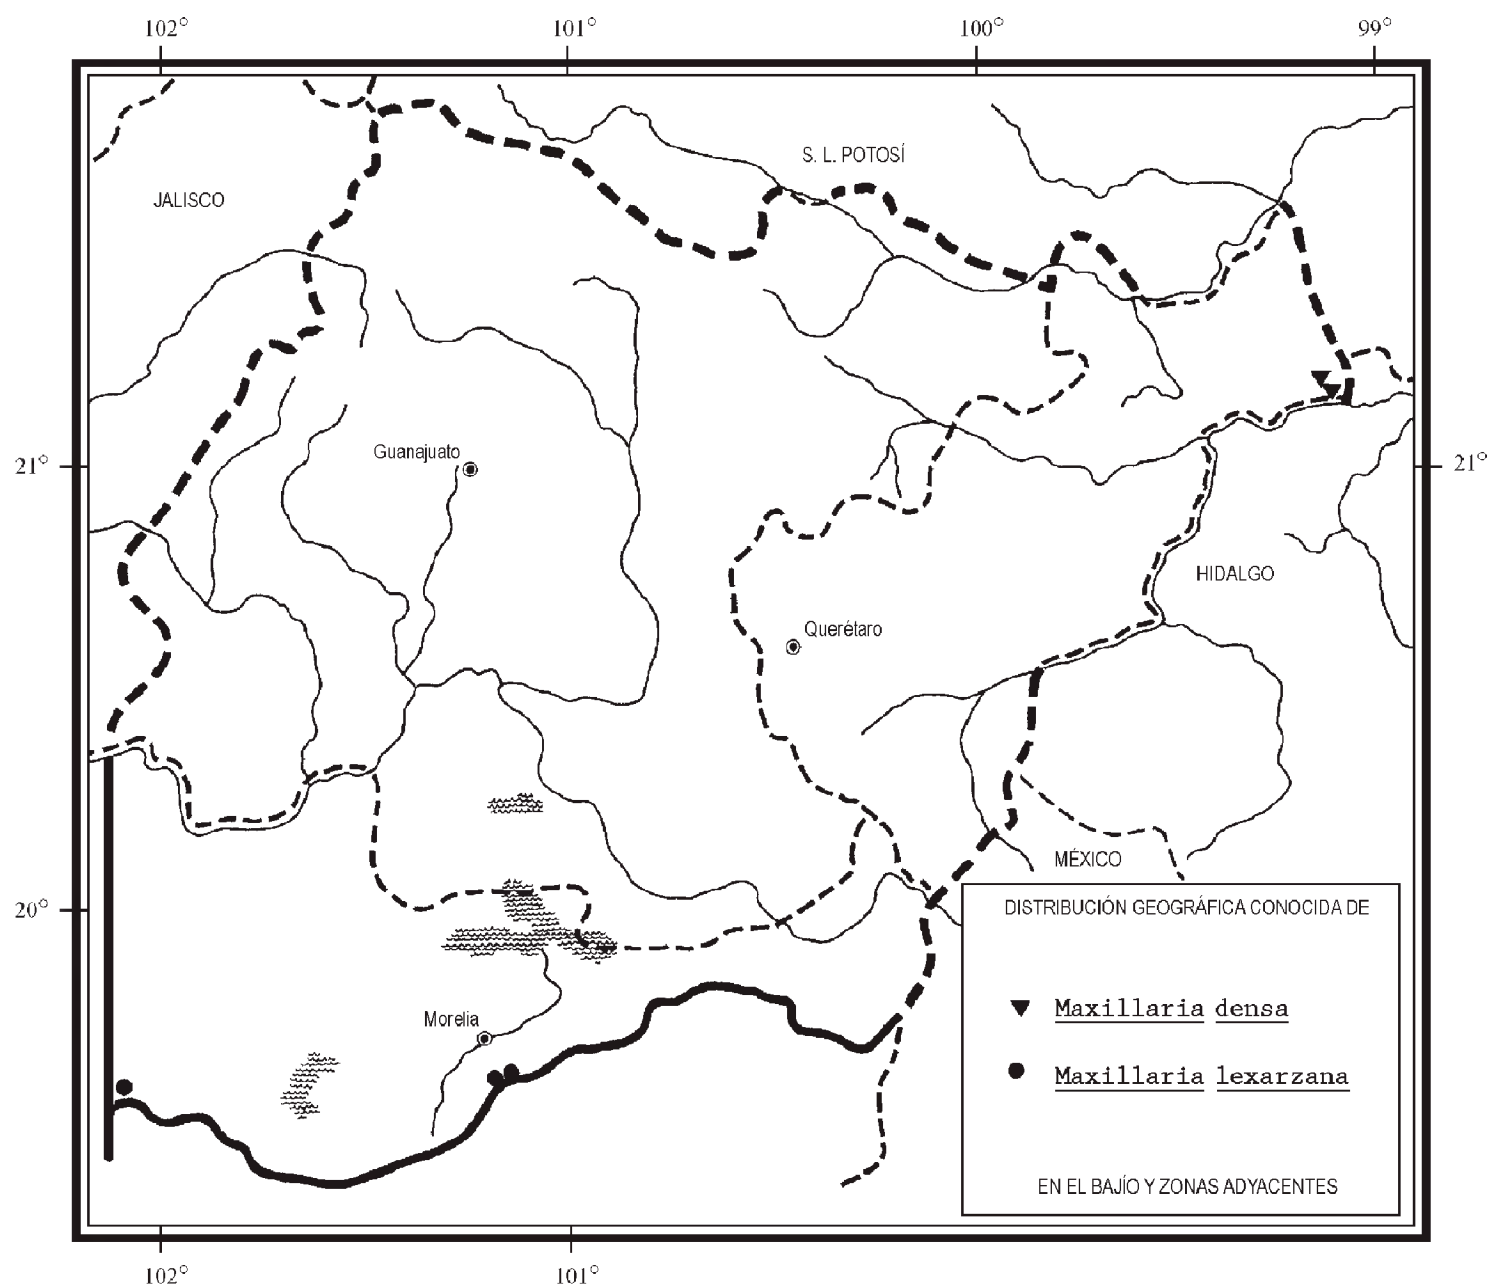 102° 101° 100° 99°
S. L. POTOSÍ
JALISCO
Guanajuato
21° 21°
HIDALGO
Querétaro
MÉXICO
20°
DISTRIBUCIÓN GEOGRÁFICA CONOCIDA DE
Maxillaria densa
Morelia
Maxillaria lexarzana
EN EL BAJÍO Y ZONAS ADYACENTES
102° 101°